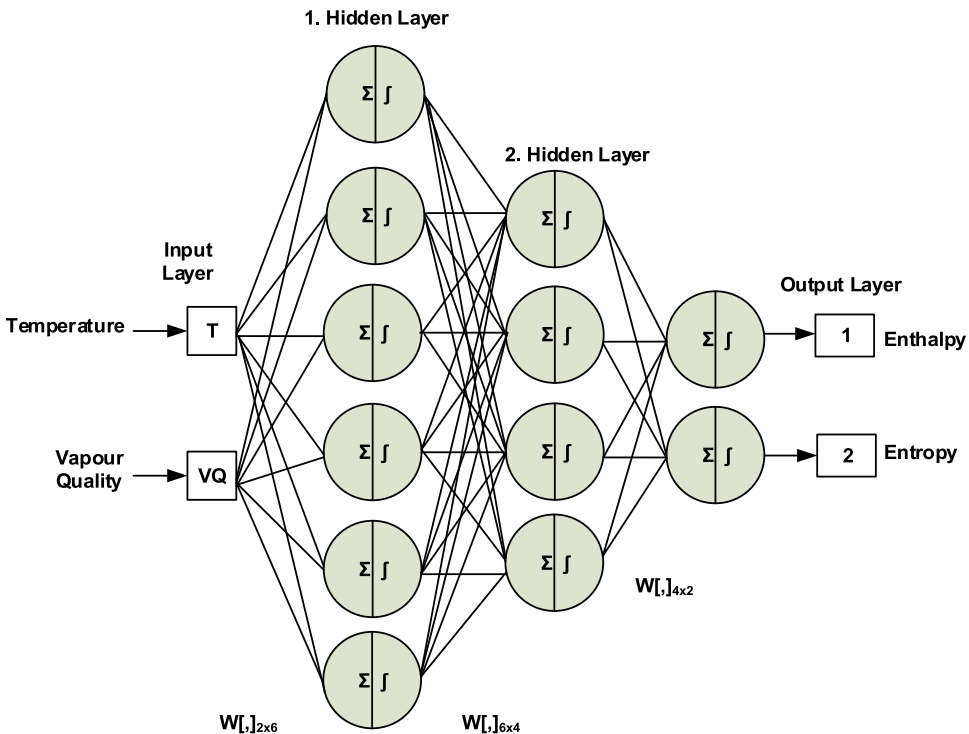 1. Hidden Layer
Σ ∫
2. Hidden Layer
Σ ∫
Σ ∫
Input
Layer
Output Layer
Temperature
T
Σ ∫
Σ ∫
Σ ∫
1
Enthalpy
Vapour
Quality
VQ
Σ ∫
Σ ∫
Σ ∫
2
Entropy
Σ ∫
Σ ∫
W[,]4x2
Σ ∫
W[,]2x6
W[,]6x4